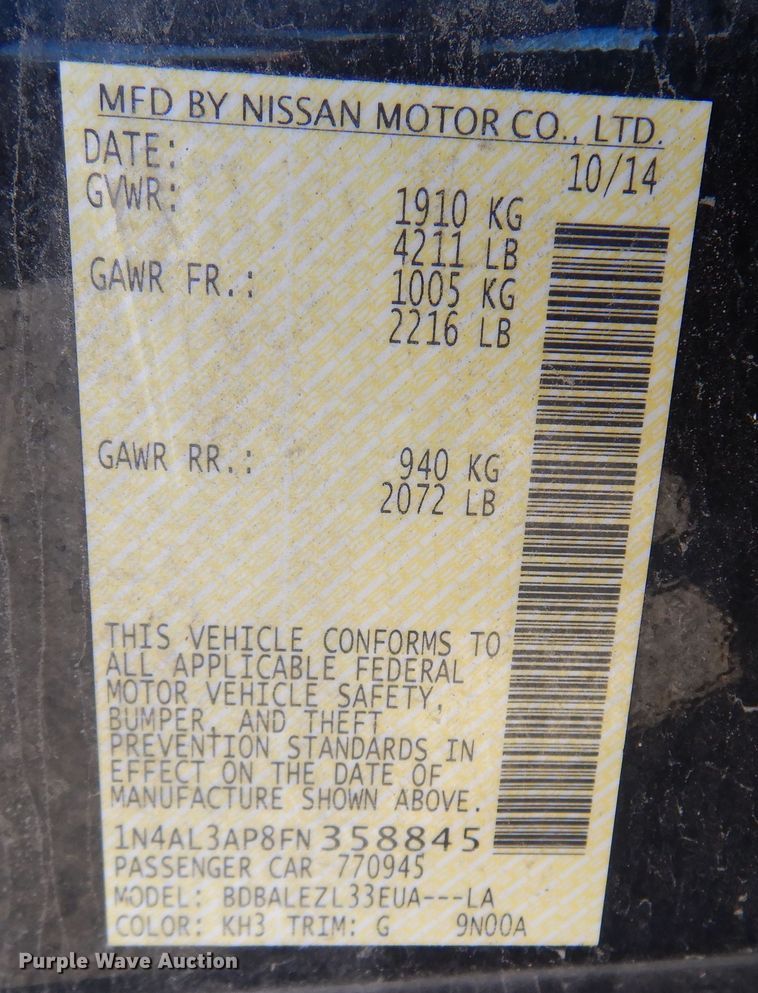 MFD BY NISSAN MOTOR CO., LTD.
DATE: 10/14
GVWR: 1910 KG
4211 LB
GAWR FR.: 1005 KG
2216 LB
GAWR RR.: 940 KG
2072 LB
THIS VEHICLE CONFORMS TO
ALL APPLICABLE FEDERAL
MOTOR VEHICLE SAFETY,
BUMPER, AND THEFT
PREVENTION STANDARDS IN
EFFECT ON THE DATE OF
MANUFACTURE SHOWN ABOVE.
1N4AL3AP8FN358845
PASSENGER CAR 770945
MODEL: BDBALEZL33EUA---LA
COLOR: KH3 TRIM: G 9N00A
Purple Wave Auction